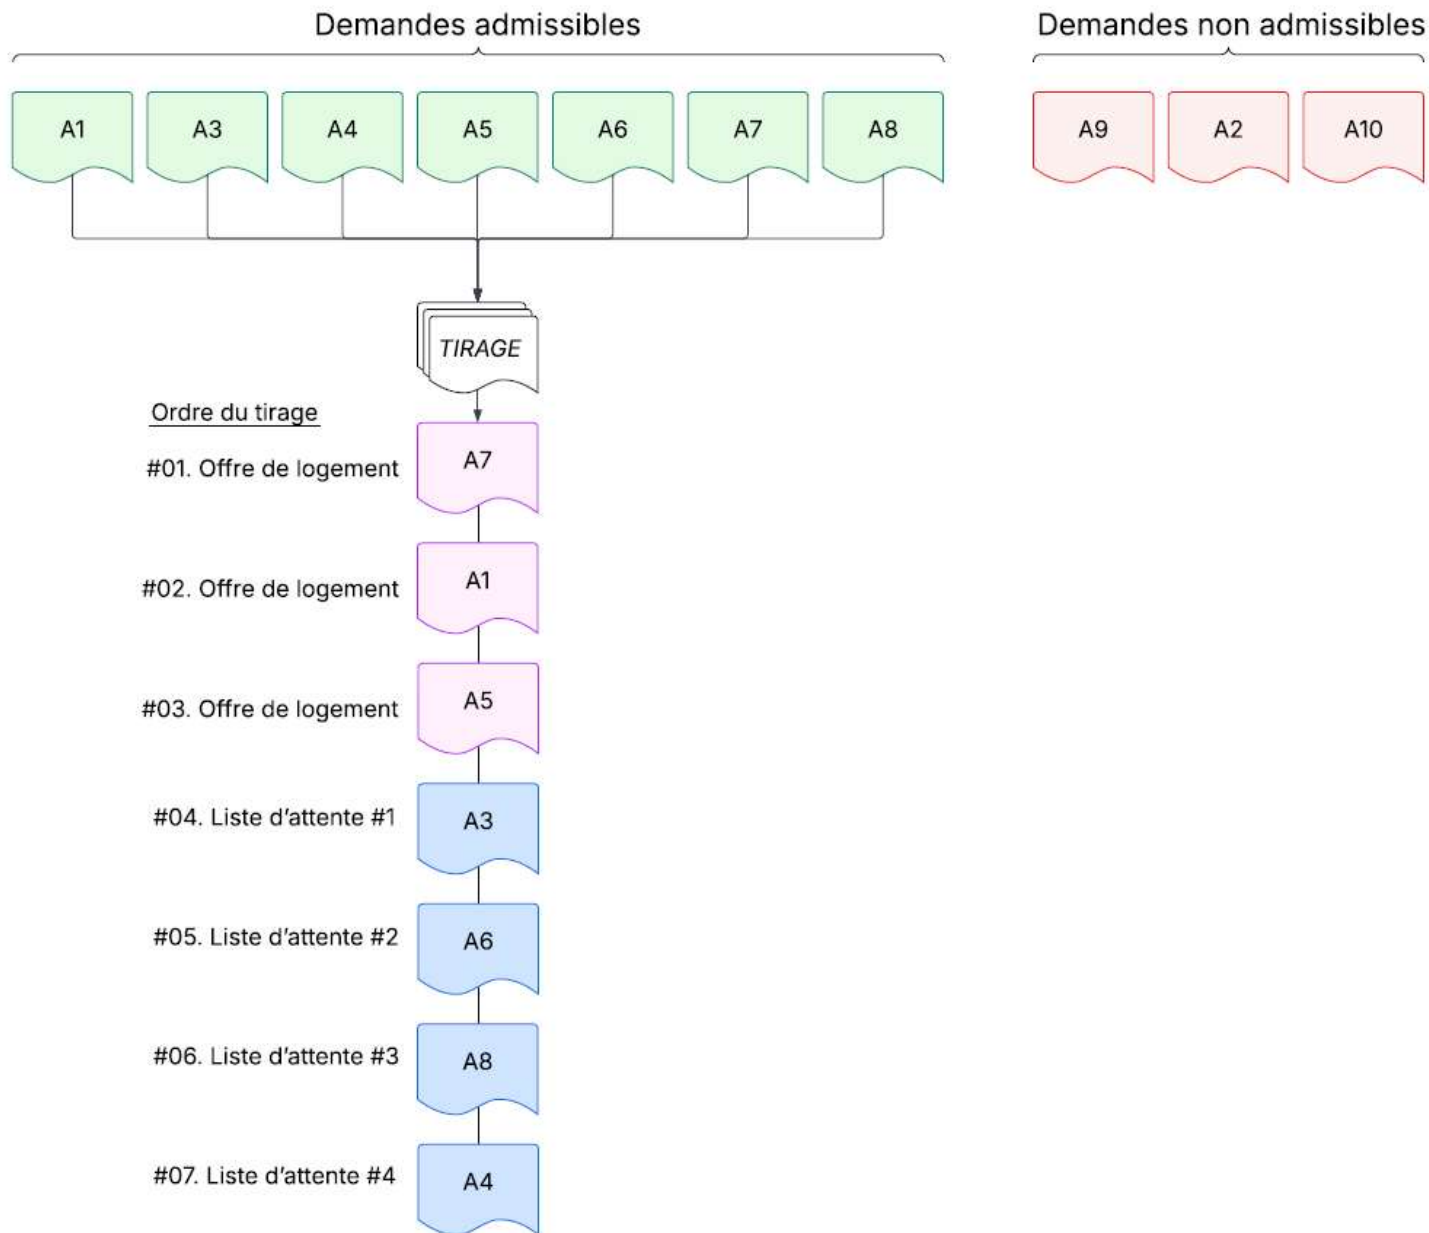 Demandes admissibles
Demandes non admissibles
A1 A3 A4 A5 A6 A7 A8
A9 A2 A10
TIRAGE
Ordre du tirage
#01. Offre de logement
A7
#02. Offre de logement
A1
#03. Offre de logement
A5
#04. Liste d'attente #1
A3
#05. Liste d'attente #2
A6
#06. Liste d'attente #3
A8
#07. Liste d'attente #4
A4